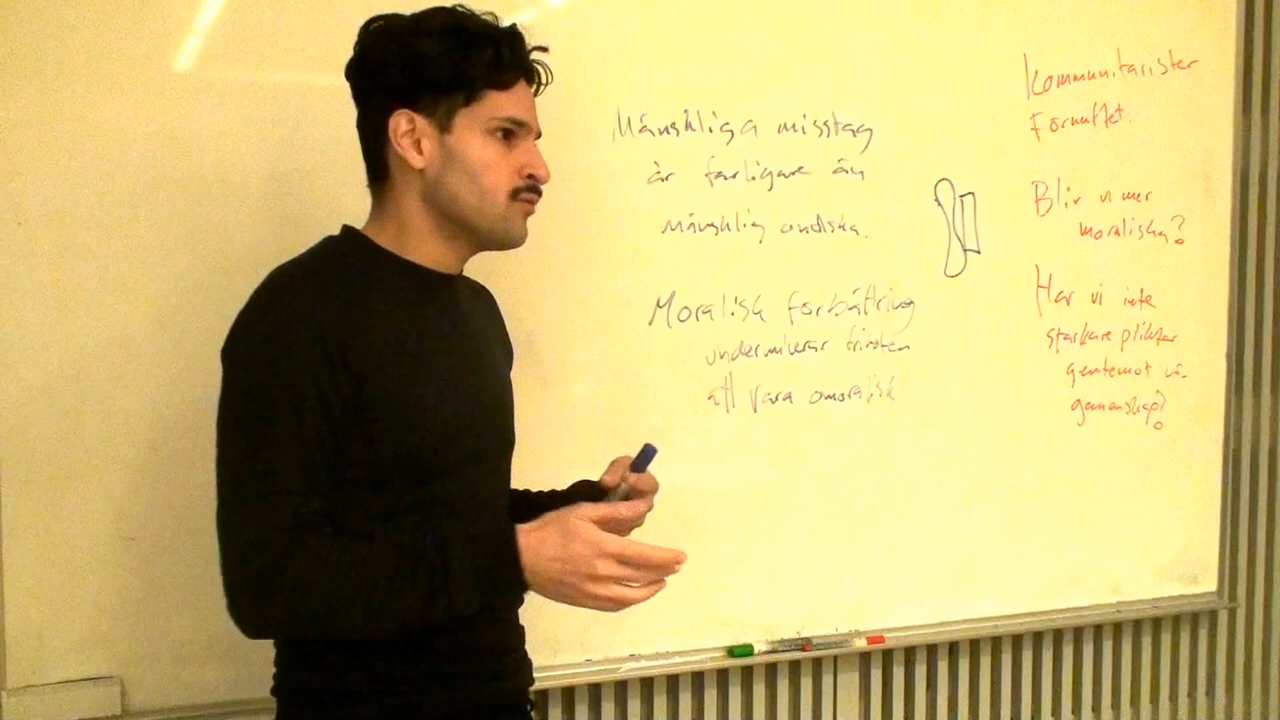 Mänskliga misstag
är farligare än
mänsklig ondska.
Moralisk förbättring
underminerar friheten
att vara omoralisk
Kommunitarister
Förnuftet.
Blir vi mer
moraliska?
Har vi inte
starkare plikter
gentemot vår
gemenskap?